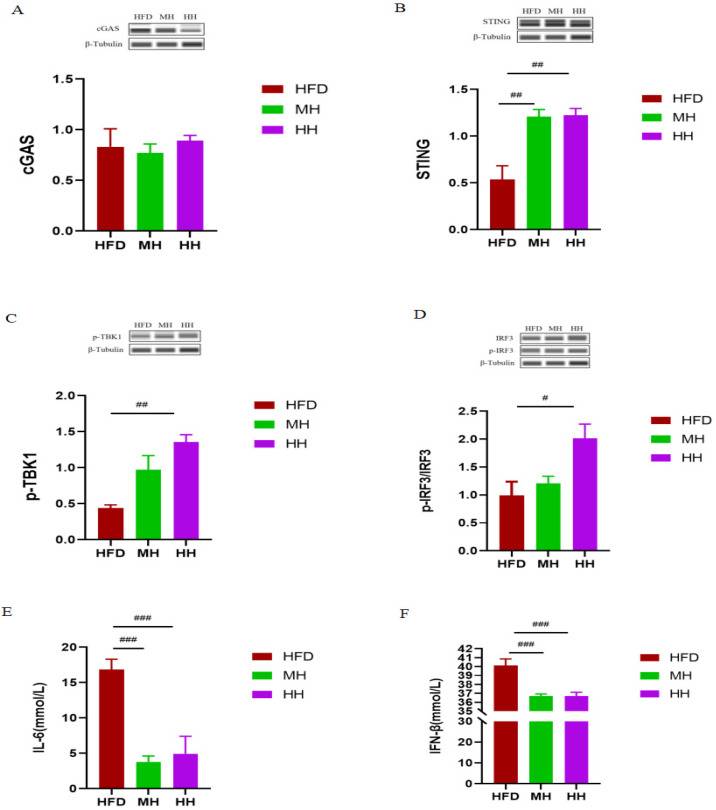 A
HFD MH HH
cGAS
β-Tubulin
1.5
1.0
0.5
0.0
cGAS
HFD MH HH
HFD
MH
HH
B
HFD MH HH
STING
β-Tubulin
1.5
1.0
0.5
0.0
STING
##
##
HFD MH HH
HFD
MH
HH
C
HFD MH HH
p-TBK1
β-Tubulin
2.0
1.5
1.0
0.5
0.0
p-TBK1
##
HFD MH HH
HFD
MH
HH
D
HFD MH HH
IRF3
p-IRF3
β-Tubulin
2.5
2.0
1.5
1.0
0.5
0.0
p-IRF3/IRF3
#
HFD MH HH
HFD
MH
HH
E
20
15
10
5
0
IL-6(mmol/L)
###
###
HFD MH HH
HFD
MH
HH
F
42
41
40
39
38
37
36
35
30
20
10
0
IFN-β(mmol/L)
###
###
HFD MH HH
HFD
MH
HH